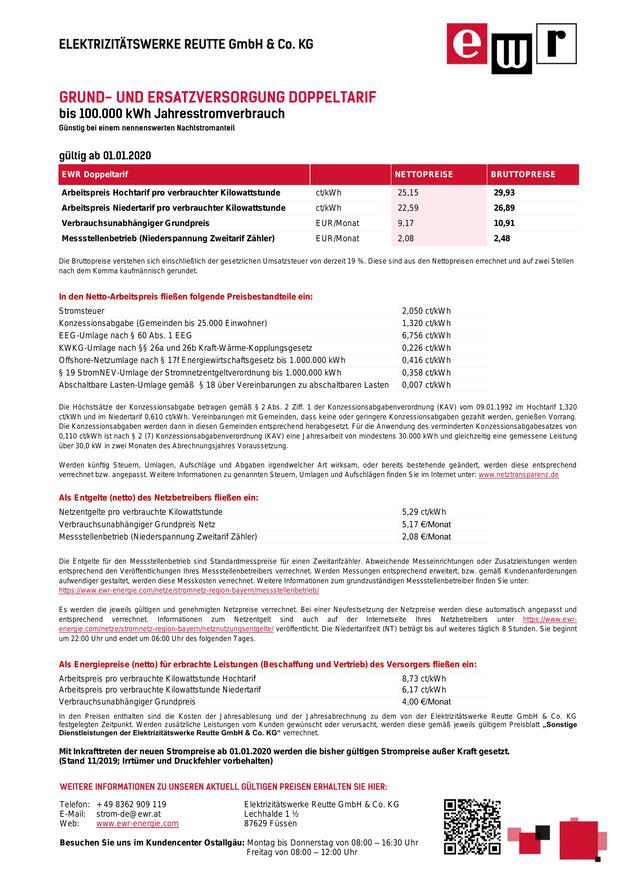 ELEKTRIZITÄTSWERKE REUTTE GmbH & Co. KG
e w r
GRUND- UND ERSATZVERSORGUNG DOPPELTARIF
bis 100.000 kWh Jahresstromverbrauch
Günstig bei einem nennenswerten Nachtstromanteil
gültig ab 01.01.2020
EWR Doppeltarif NETTOPREISE BRUTTOPREISE
Arbeitspreis Hochtarif pro verbrauchter Kilowattstunde ct/kWh 25,15 29,93
Arbeitspreis Niedertarif pro verbrauchter Kilowattstunde ct/kWh 22,59 26,89
Verbrauchsunabhängiger Grundpreis EUR/Monat 9,17 10,91
Messstellenbetrieb (Niederspannung Zweitarif Zähler) EUR/Monat 2,08 2,48
Die Bruttopreise verstehen sich einschließlich der gesetzlichen Umsatzsteuer von derzeit 19 %. Diese sind aus den Nettopreisen errechnet und auf zwei Stellen
nach dem Komma kaufmännisch gerundet.
In den Netto-Arbeitspreis fließen folgende Preisbestandteile ein:
Stromsteuer 2,050 ct/kWh
Konzessionsabgabe (Gemeinden bis 25.000 Einwohner) 1,320 ct/kWh
EEG-Umlage nach § 60 Abs. 1 EEG 6,756 ct/kWh
KWKG-Umlage nach §§ 26a und 26b Kraft-Wärme-Kopplungsgesetz 0,226 ct/kWh
Offshore-Netzumlage nach § 17f Energiewirtschaftsgesetz bis 1.000.000 kWh 0,416 ct/kWh
§ 19 StromNEV-Umlage der Stromnetzentgeltverordnung bis 1.000.000 kWh 0,358 ct/kWh
Abschaltbare Lasten-Umlage gemäß § 18 über Vereinbarungen zu abschaltbaren Lasten 0,007 ct/kWh
Die Höchstsätze der Konzessionsabgabe betragen gemäß § 2 Abs. 2 Ziff. 1 der Konzessionsabgabenverordnung (KAV) vom 09.01.1992 im Hochtarif 1,320
ct/kWh und im Niedertarif 0,610 ct/kWh. Vereinbarungen mit Gemeinden, dass keine oder geringere Konzessionsabgaben gezahlt werden, genießen Vorrang.
Die Konzessionsabgaben werden dann in diesen Gemeinden entsprechend herabgesetzt. Für die Anwendung des verminderten Konzessionsabgabesatzes von
0,110 ct/kWh ist nach § 2 (7) Konzessionsabgabenverordnung (KAV) eine Jahresarbeit von mindestens 30.000 kWh und gleichzeitig eine gemessene Leistung
über 30,0 kW in zwei Monaten des Abrechnungsjahres Voraussetzung.
Werden künftig Steuern, Umlagen, Aufschläge und Abgaben irgendwelcher Art wirksam, oder bereits bestehende geändert, werden diese entsprechend
verrechnet bzw. angepasst. Weitere Informationen zu genannten Steuern, Umlagen und Aufschlägen finden Sie im Internet unter: www.netztransparenz.de
Als Entgelte (netto) des Netzbetreibers fließen ein:
Netzentgelte pro verbrauchte Kilowattstunde 5,29 ct/kWh
Verbrauchsunabhängiger Grundpreis Netz 5,17 €/Monat
Messstellenbetrieb (Niederspannung Zweitarif Zähler) 2,08 €/Monat
Die Entgelte für den Messstellenbetrieb sind Standardmesspreise für einen Zweitarifzähler. Abweichende Messeinrichtungen oder Zusatzleistungen werden
entsprechend den Veröffentlichungen Ihres Messstellenbetreibers verrechnet. Werden Messungen entsprechend erweitert, bzw. gemäß Kundenanforderungen
aufwendiger gestaltet, werden diese Messkosten verrechnet. Weitere Informationen zum grundzuständigen Messstellenbetreiber finden Sie unter:
https://www.ewr-energie.com/netze/stromnetz-region-bayern/messstellenbetrieb/
Es werden die jeweils gültigen und genehmigten Netzpreise verrechnet. Bei einer Neufestsetzung der Netzpreise werden diese automatisch angepasst und
entsprechend verrechnet. Informationen zum Netzentgelt sind auch auf der Internetseite Ihres Netzbetreibers unter https://www.ewr-
energie.com/netze/stromnetz-region-bayern/netznutzungsentgelte/ veröffentlicht. Die Niedertarifzeit (NT) beträgt bis auf weiteres täglich 8 Stunden. Sie beginnt
um 22:00 Uhr und endet um 06:00 Uhr des folgenden Tages.
Als Energiepreise (netto) für erbrachte Leistungen (Beschaffung und Vertrieb) des Versorgers fließen ein:
Arbeitspreis pro verbrauchte Kilowattstunde Hochtarif 8,73 ct/kWh
Arbeitspreis pro verbrauchte Kilowattstunde Niedertarif 6,17 ct/kWh
Verbrauchsunabhängiger Grundpreis 4,00 €/Monat
In den Preisen enthalten sind die Kosten der Jahresablesung und der Jahresabrechnung zu dem von der Elektrizitätswerke Reutte GmbH & Co. KG
festgelegten Zeitpunkt. Werden zusätzliche Leistungen vom Kunden gewünscht oder verursacht, werden diese gemäß jeweils gültigem Preisblatt „Sonstige
Dienstleistungen der Elektrizitätswerke Reutte GmbH & Co. KG“ verrechnet.
Mit Inkrafttreten der neuen Strompreise ab 01.01.2020 werden die bisher gültigen Strompreise außer Kraft gesetzt.
(Stand 11/2019; Irrtümer und Druckfehler vorbehalten)
WEITERE INFORMATIONEN ZU UNSEREN AKTUELL GÜLTIGEN PREISEN ERHALTEN SIE HIER:
Telefon: +49 8362 909 119 Elektrizitätswerke Reutte GmbH & Co. KG
E-Mail: strom-de@ewr.at Lechhalde 1 ½
Web: www.ewr-energie.com 87629 Füssen
Besuchen Sie uns im Kundencenter Ostallgäu: Montag bis Donnerstag von 08:00 – 16:30 Uhr
Freitag von 08:00 – 12:00 Uhr